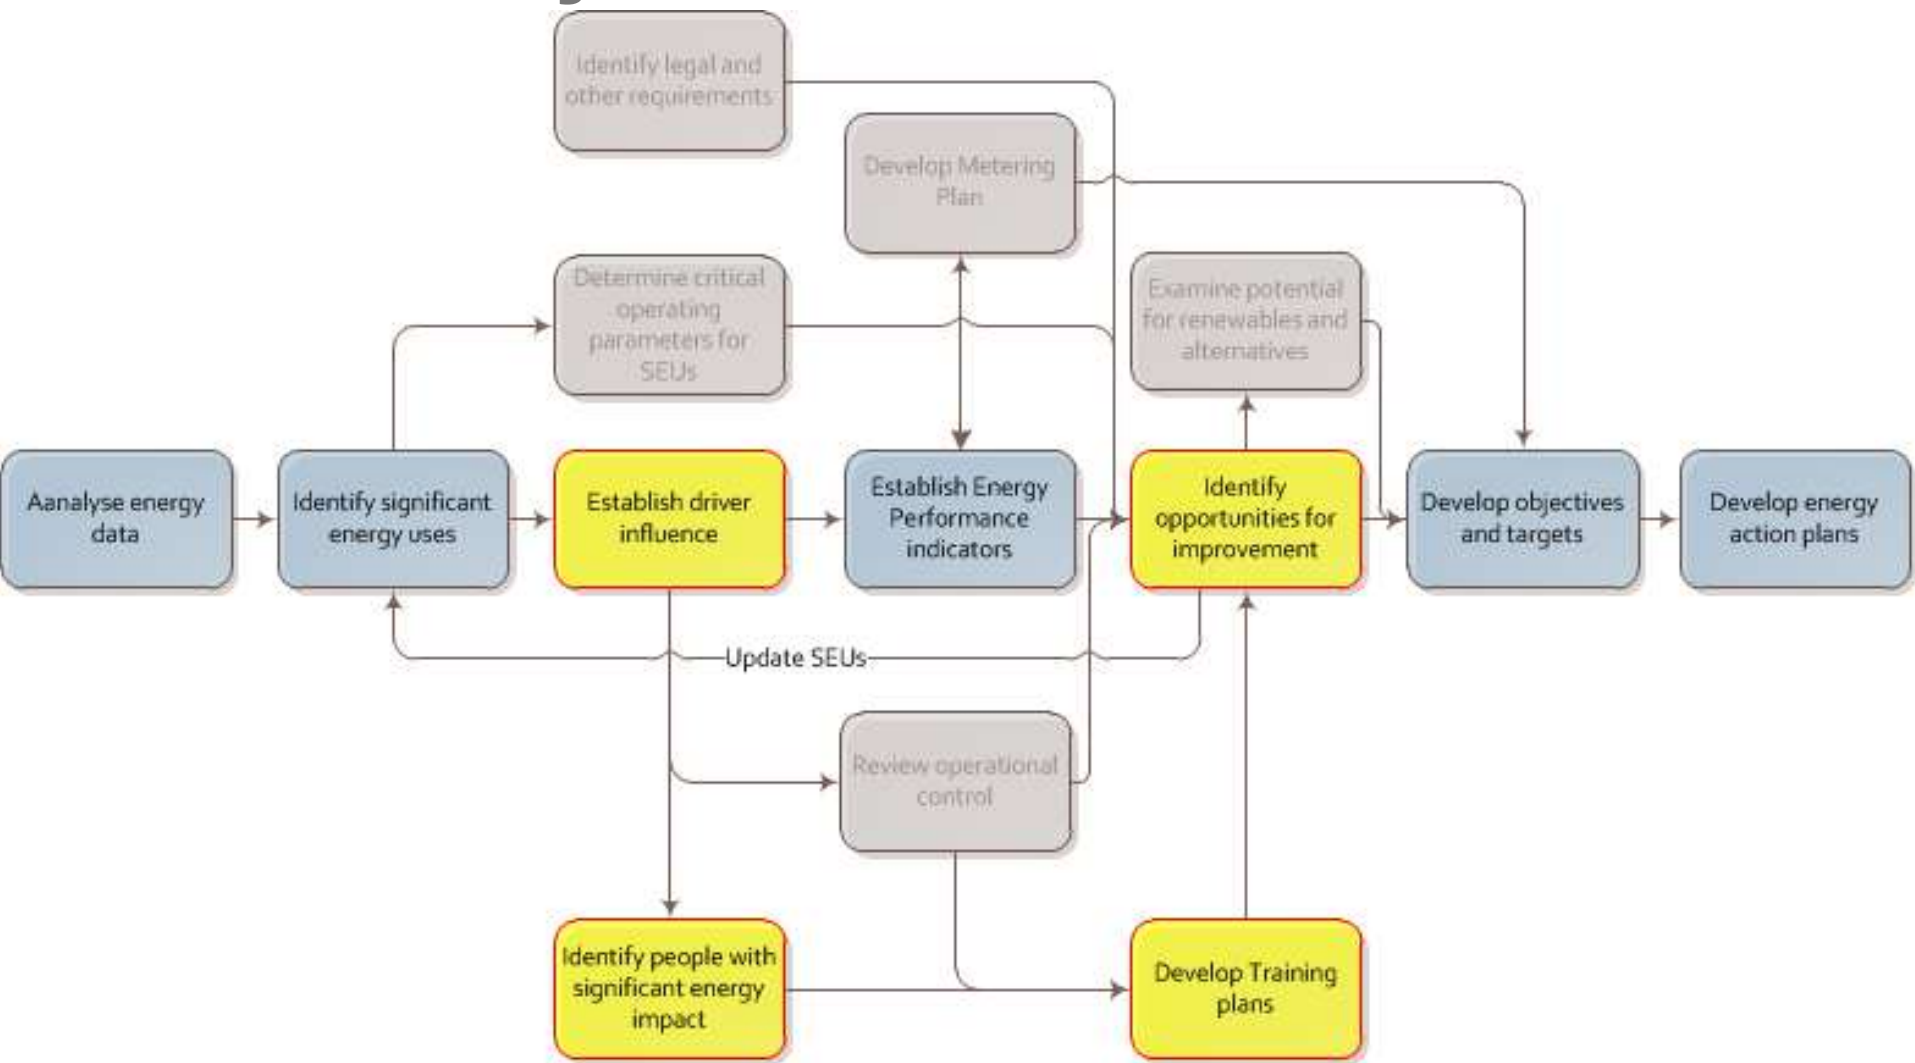 Identify legal and
other requirements
Develop Metering
Plan
Determine critical
operating
parameters for
SEUs
Examine potential
for renewables and
alternatives
Aanalyse energy
data
Identify significant
energy uses
Establish driver
influence
Establish Energy
Performance
indicators
Identify
opportunities for
improvement
Develop objectives
and targets
Develop energy
action plans
Update SEUs
Review operational
control
Identify people with
significant energy
impact
Develop Training
plans